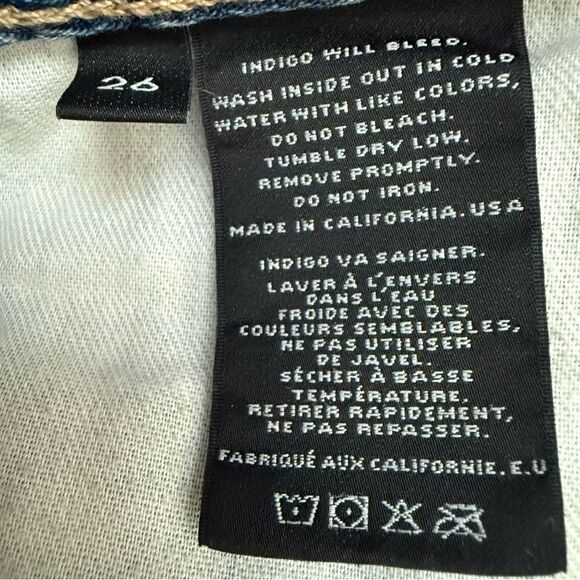 26
INDIGO WILL BLEED.
WASH INSIDE OUT IN COLD
WATER WITH LIKE COLORS,
DO NOT BLEACH.
TUMBLE DRY LOW.
REMOVE PROMPTLY.
DO NOT IRON.
MADE IN CALIFORNIA. USA
INDIGO VA SAIGNER.
LAVER À L'ENVERS
DANS L'EAU
FROIDE AVEC DES
COULEURS SEMBLABLES,
NE PAS UTILISER
DE JAVEL.
SÉCHER À BASSE
TEMPÉRATURE.
RETIRER RAPIDEMENT,
NE PAS REPASSER.
FABRIQUÉ AUX CALIFORNIE. E.U